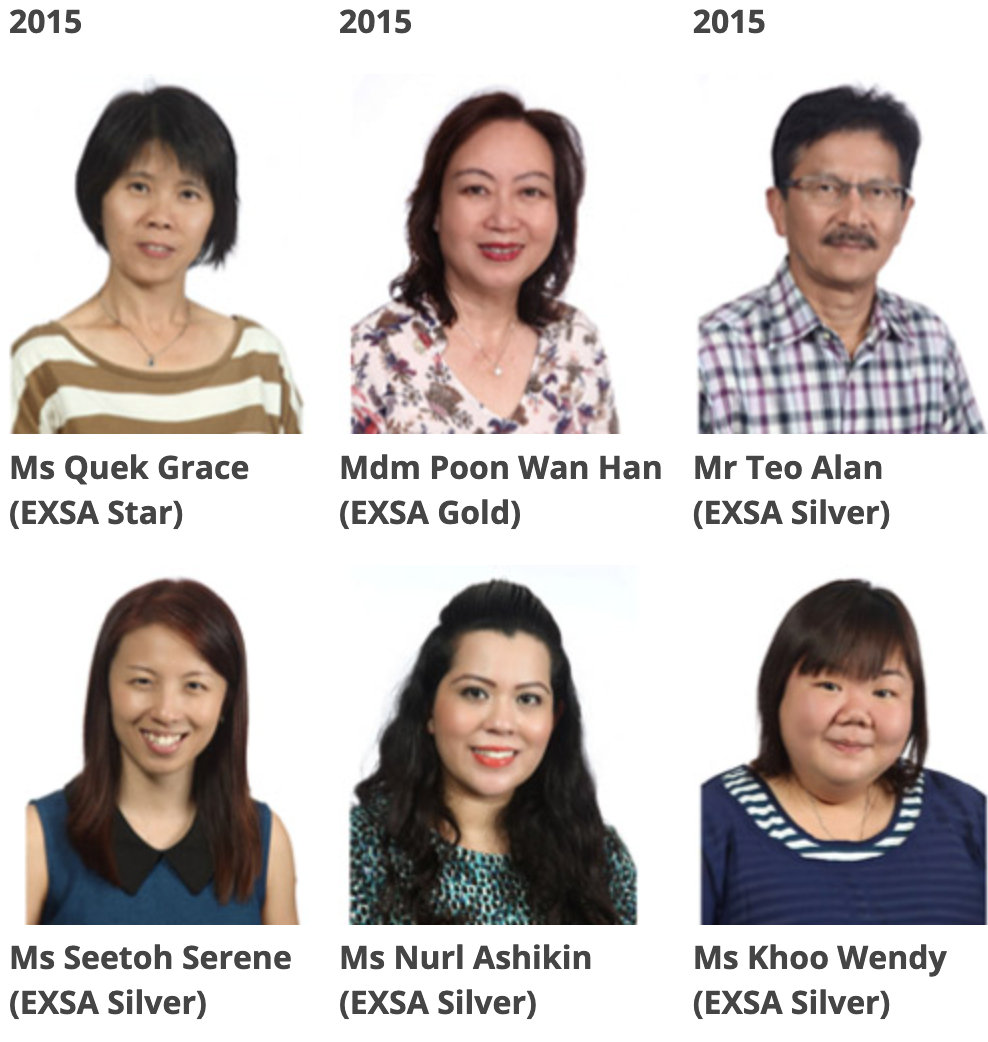 2015
2015
2015
Ms Quek Grace
(EXSA Star)
Mdm Poon Wan Han
(EXSA Gold)
Mr Teo Alan
(EXSA Silver)
Ms Seetoh Serene
(EXSA Silver)
Ms Nurl Ashikin
(EXSA Silver)
Ms Khoo Wendy
(EXSA Silver)